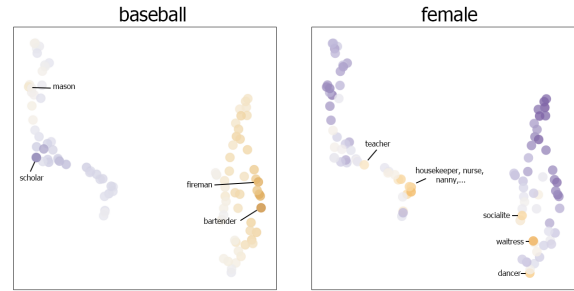 baseball
mason
scholar
fireman
bartender
female
teacher
housekeeper, nurse,
nanny,...
socialite
waitress
dancer